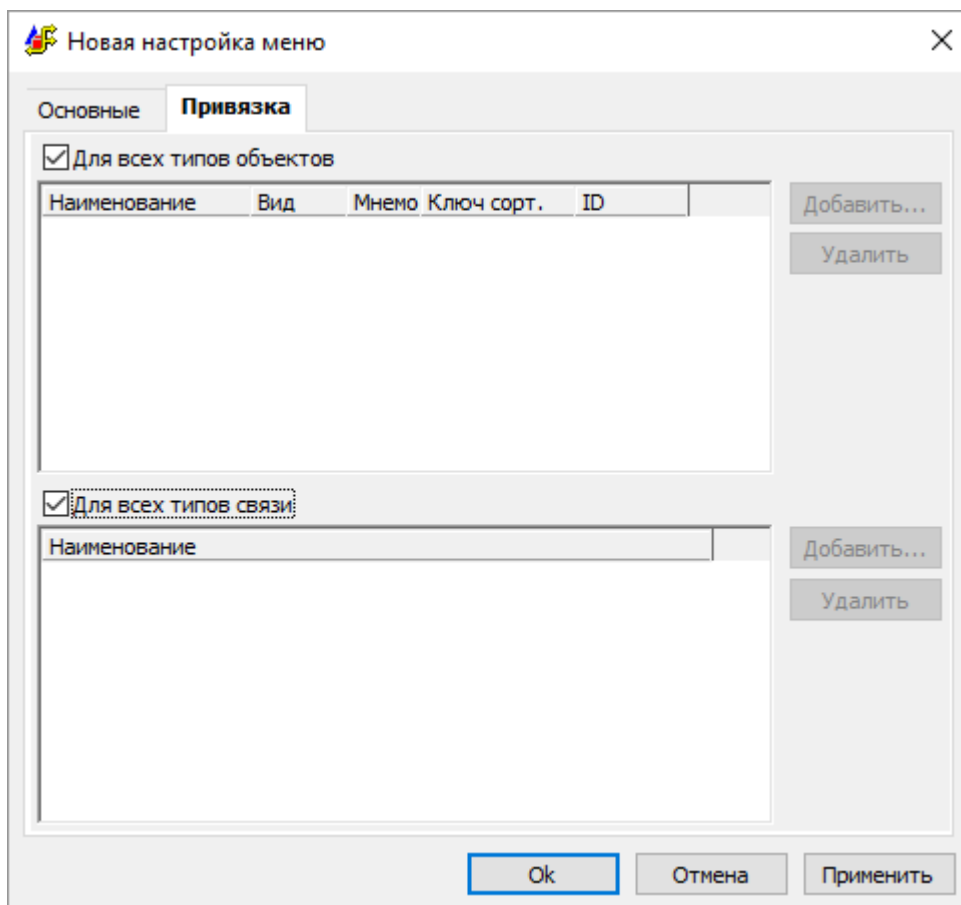 Новая настройка меню
Основные Привязка
Для всех типов объектов
Наименование Вид Мнемо Ключ сорт. ID
Добавить...
Удалить
Для всех типов связи
Наименование
Добавить...
Удалить
Ok Отмена Применить